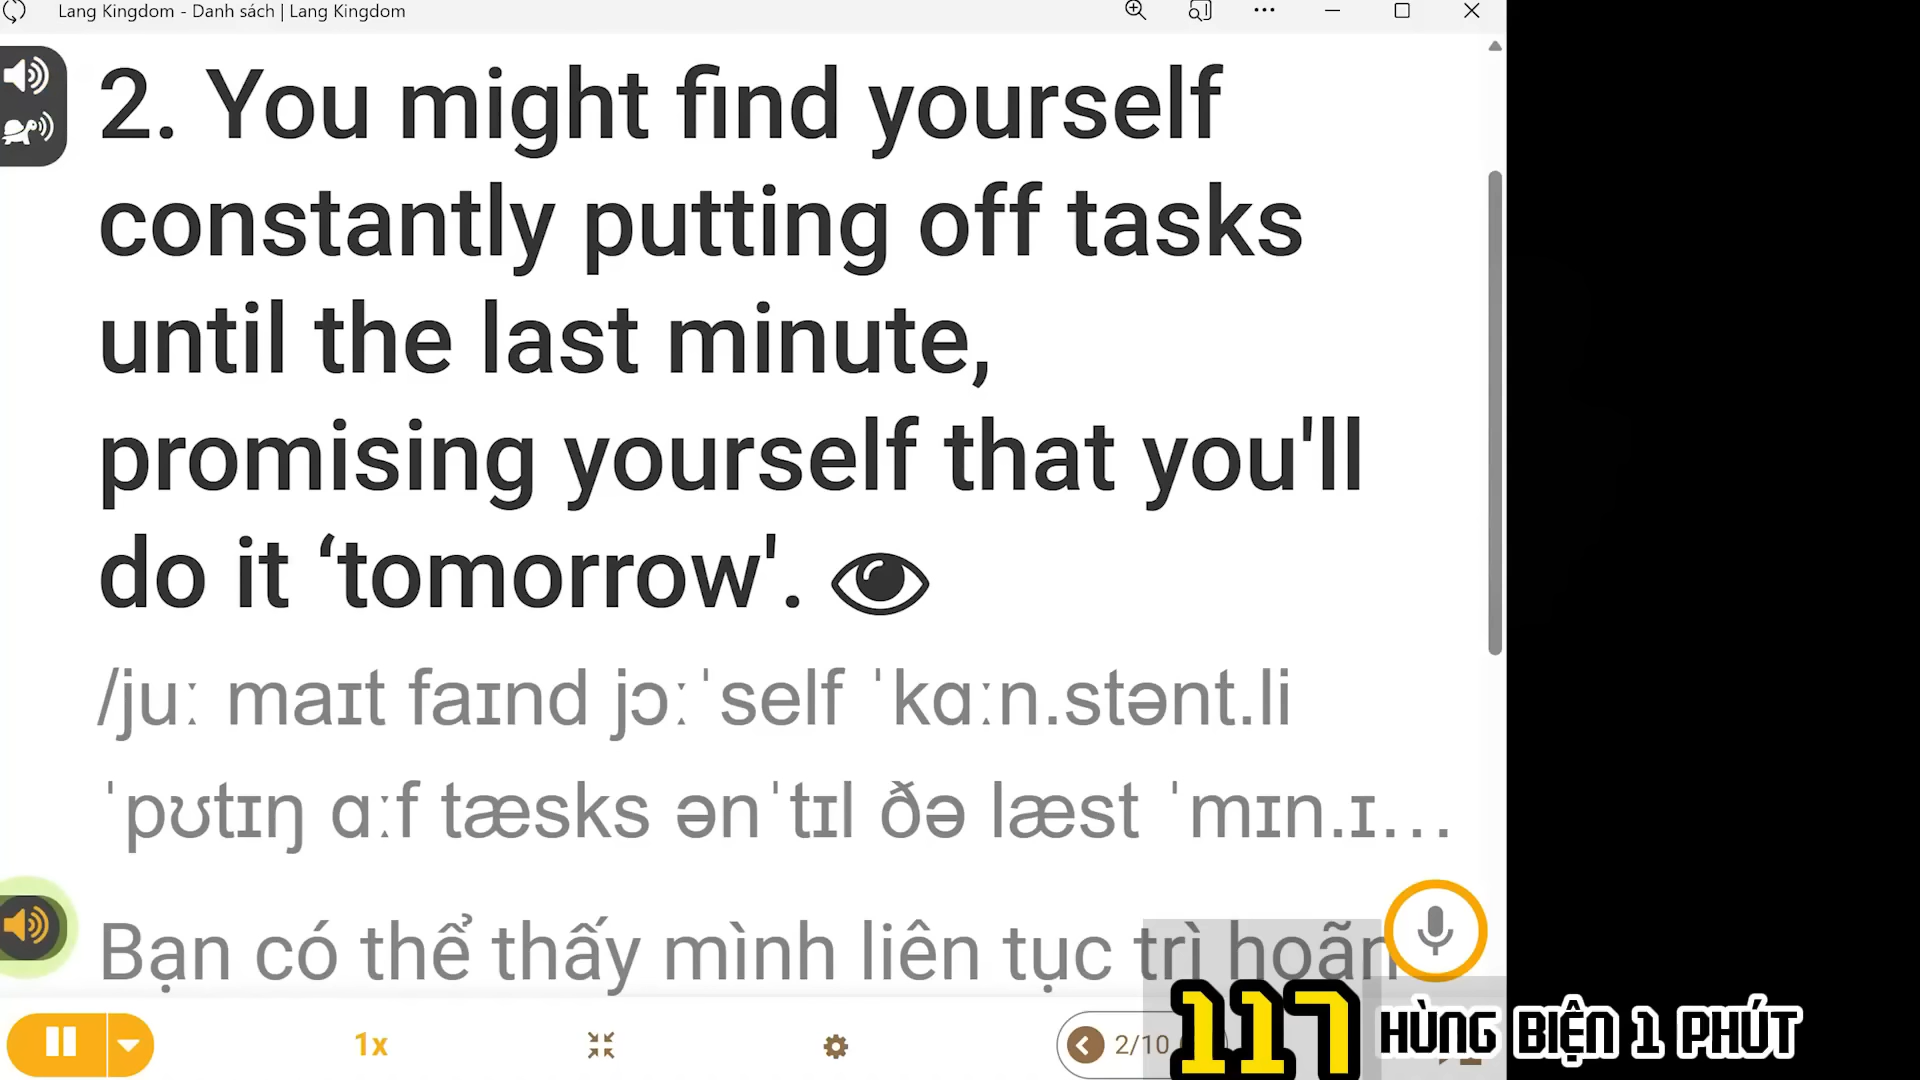 Lang Kingdom - Danh sách | Lang Kingdom
2. You might find yourself
constantly putting off tasks
until the last minute,
promising yourself that you'll
do it ‘tomorrow'.
/juː maɪt faɪnd jɔːˈself ˈkɑːn.stənt.li
ˈpʊtɪŋ ɑːf tæsks ənˈtɪl ðə læst ˈmɪn.ɪ…
Bạn có thể thấy mình liên tục trì hoãn
1x
2/10
117 HÙNG BIỆN 1 PHÚT